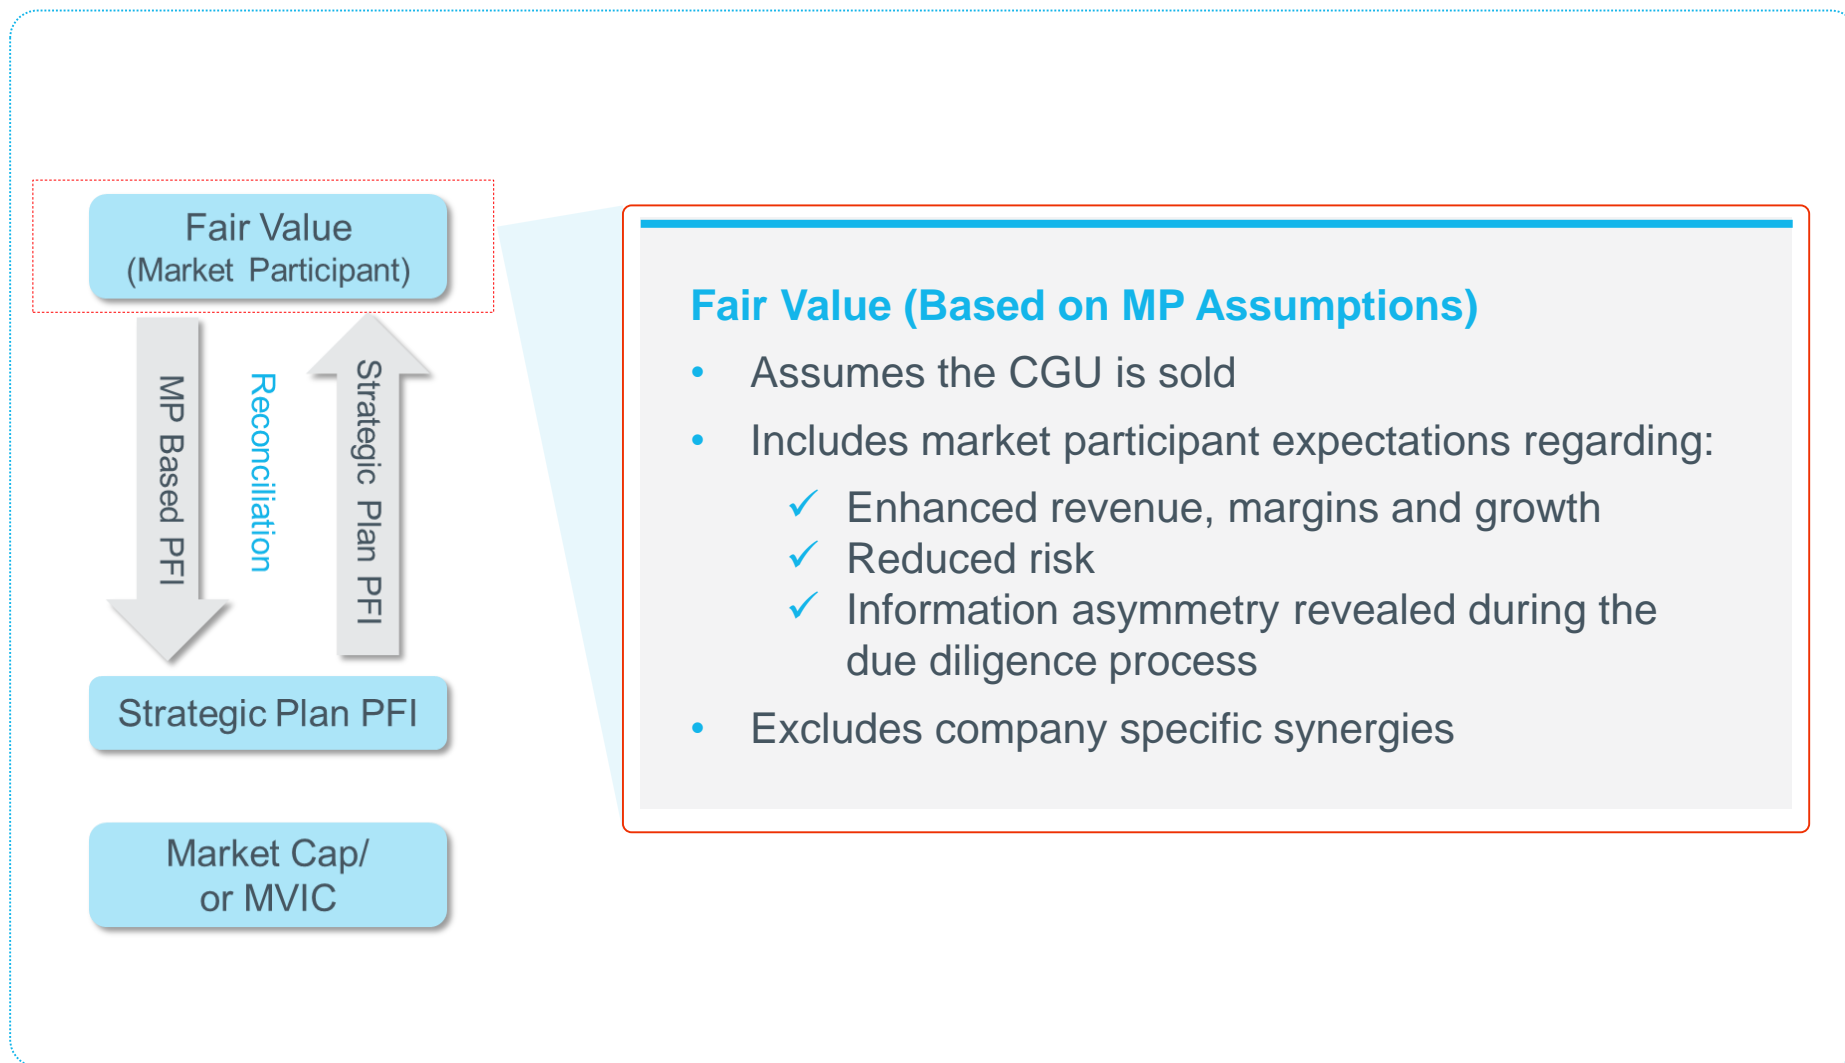 Fair Value
(Market Participant)
MP Based PFI
Reconciliation
Strategic Plan PFI
Strategic Plan PFI
Market Cap/
or MVIC
Fair Value (Based on MP Assumptions)
• Assumes the CGU is sold
• Includes market participant expectations regarding:
✓ Enhanced revenue, margins and growth
✓ Reduced risk
✓ Information asymmetry revealed during the
due diligence process
• Excludes company specific synergies